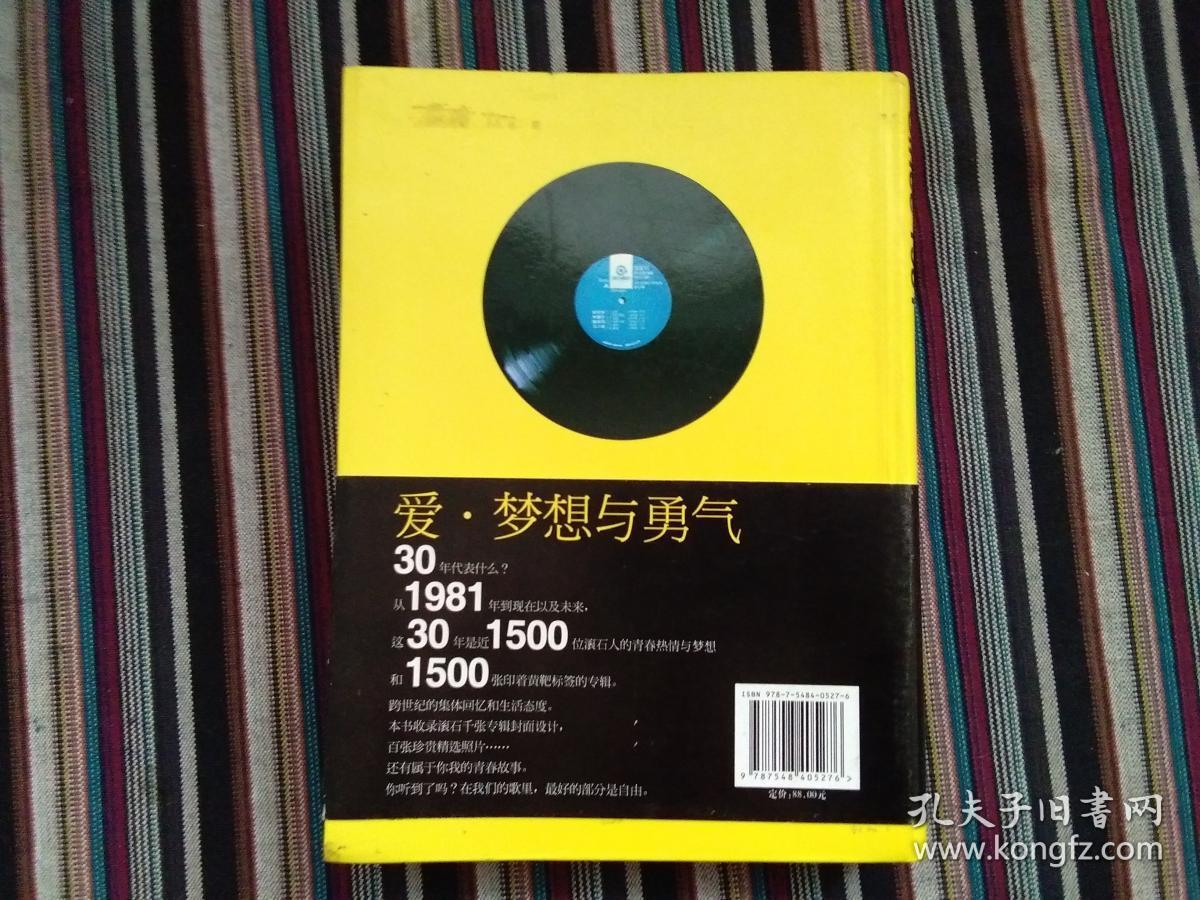 爱·梦想与勇气
30年代表什么?
从1981年到现在以及未来,
这30年是近1500位滚石人的青春热情与梦想
和1500张印着黄靶标签的专辑。
跨世纪的集体回忆和生活态度。
本书收录滚石千张专辑封面设计,
百张珍贵精选照片……
还有属于你我的青春故事。
你听到了吗?在我们的歌里,最好的部分是自由。
ISBN 978-7-5484-0527-6
9 787548 405276 >
定价:88.00元
孔夫子旧书网
www.kongfz.com